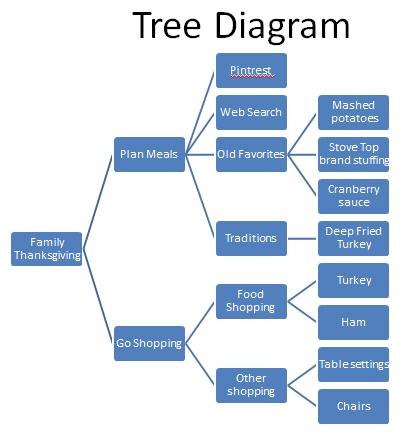 Tree Diagram
Pintrest
Web Search
Mashed
potatoes
Plan Meals
Old Favorites
Stove Top
brand stuffing
Cranberry
sauce
Family
Thanksgiving
Traditions
Deep Fried
Turkey
Food
Shopping
Turkey
Ham
Go Shopping
Other
shopping
Table settings
Chairs